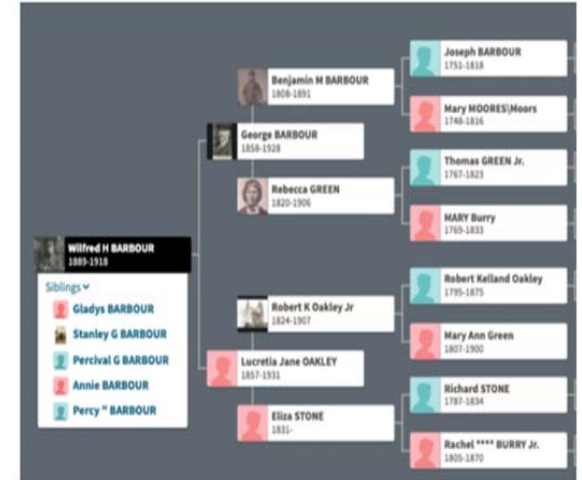 Joseph BARBOUR
1751-1818
Benjamin M BARBOUR
1808-1891
Mary MOORES\Moors
1748-1816
George BARBOUR
1858-1928
Thomas GREEN Jr.
1767-1823
Rebecca GREEN
1820-1906
MARY Burry
1769-1833
Wilfred H BARBOUR
1889-1918
Siblings
Gladys BARBOUR
Stanley G BARBOUR
Percival G BARBOUR
Annie BARBOUR
Percy " BARBOUR
Robert Kelland Oakley
1795-1875
Robert K Oakley Jr
1824-1907
Mary Ann Green
1807-1900
Lucretia Jane OAKLEY
1857-1931
Richard STONE
1787-1834
Eliza STONE
1831-
Rachel **** BURRY Jr.
1805-1870